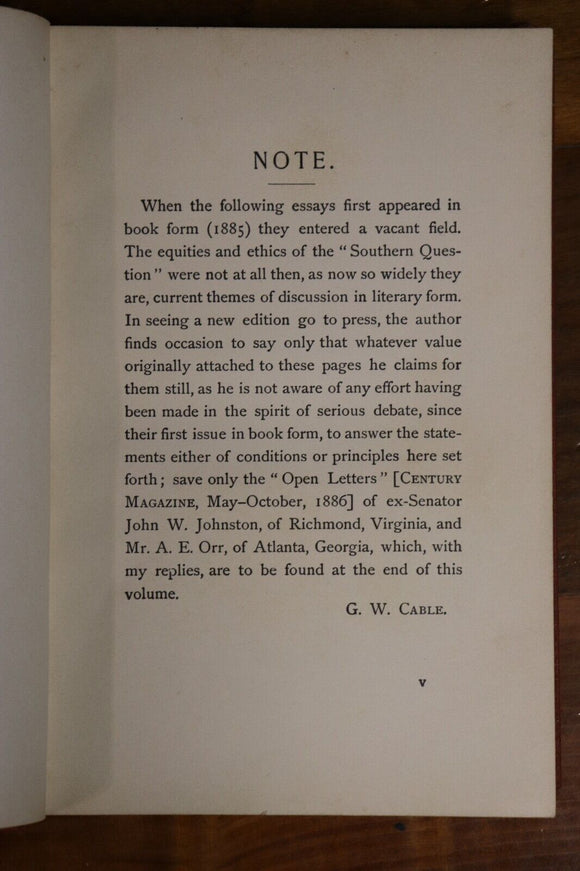 NOTE.
When the following essays first appeared in
book form (1885) they entered a vacant field.
The equities and ethics of the “Southern Ques-
tion” were not at all then, as now so widely they
are, current themes of discussion in literary form.
In seeing a new edition go to press, the author
finds occasion to say only that whatever value
originally attached to these pages he claims for
them still, as he is not aware of any effort having
been made in the spirit of serious debate, since
their first issue in book form, to answer the state-
ments either of conditions or principles here set
forth; save only the “Open Letters” [CENTURY
MAGAZINE, May–October, 1886] of ex-Senator
John W. Johnston, of Richmond, Virginia, and
Mr. A. E. Orr, of Atlanta, Georgia, which, with
my replies, are to be found at the end of this
volume.
G. W. CABLE.
v